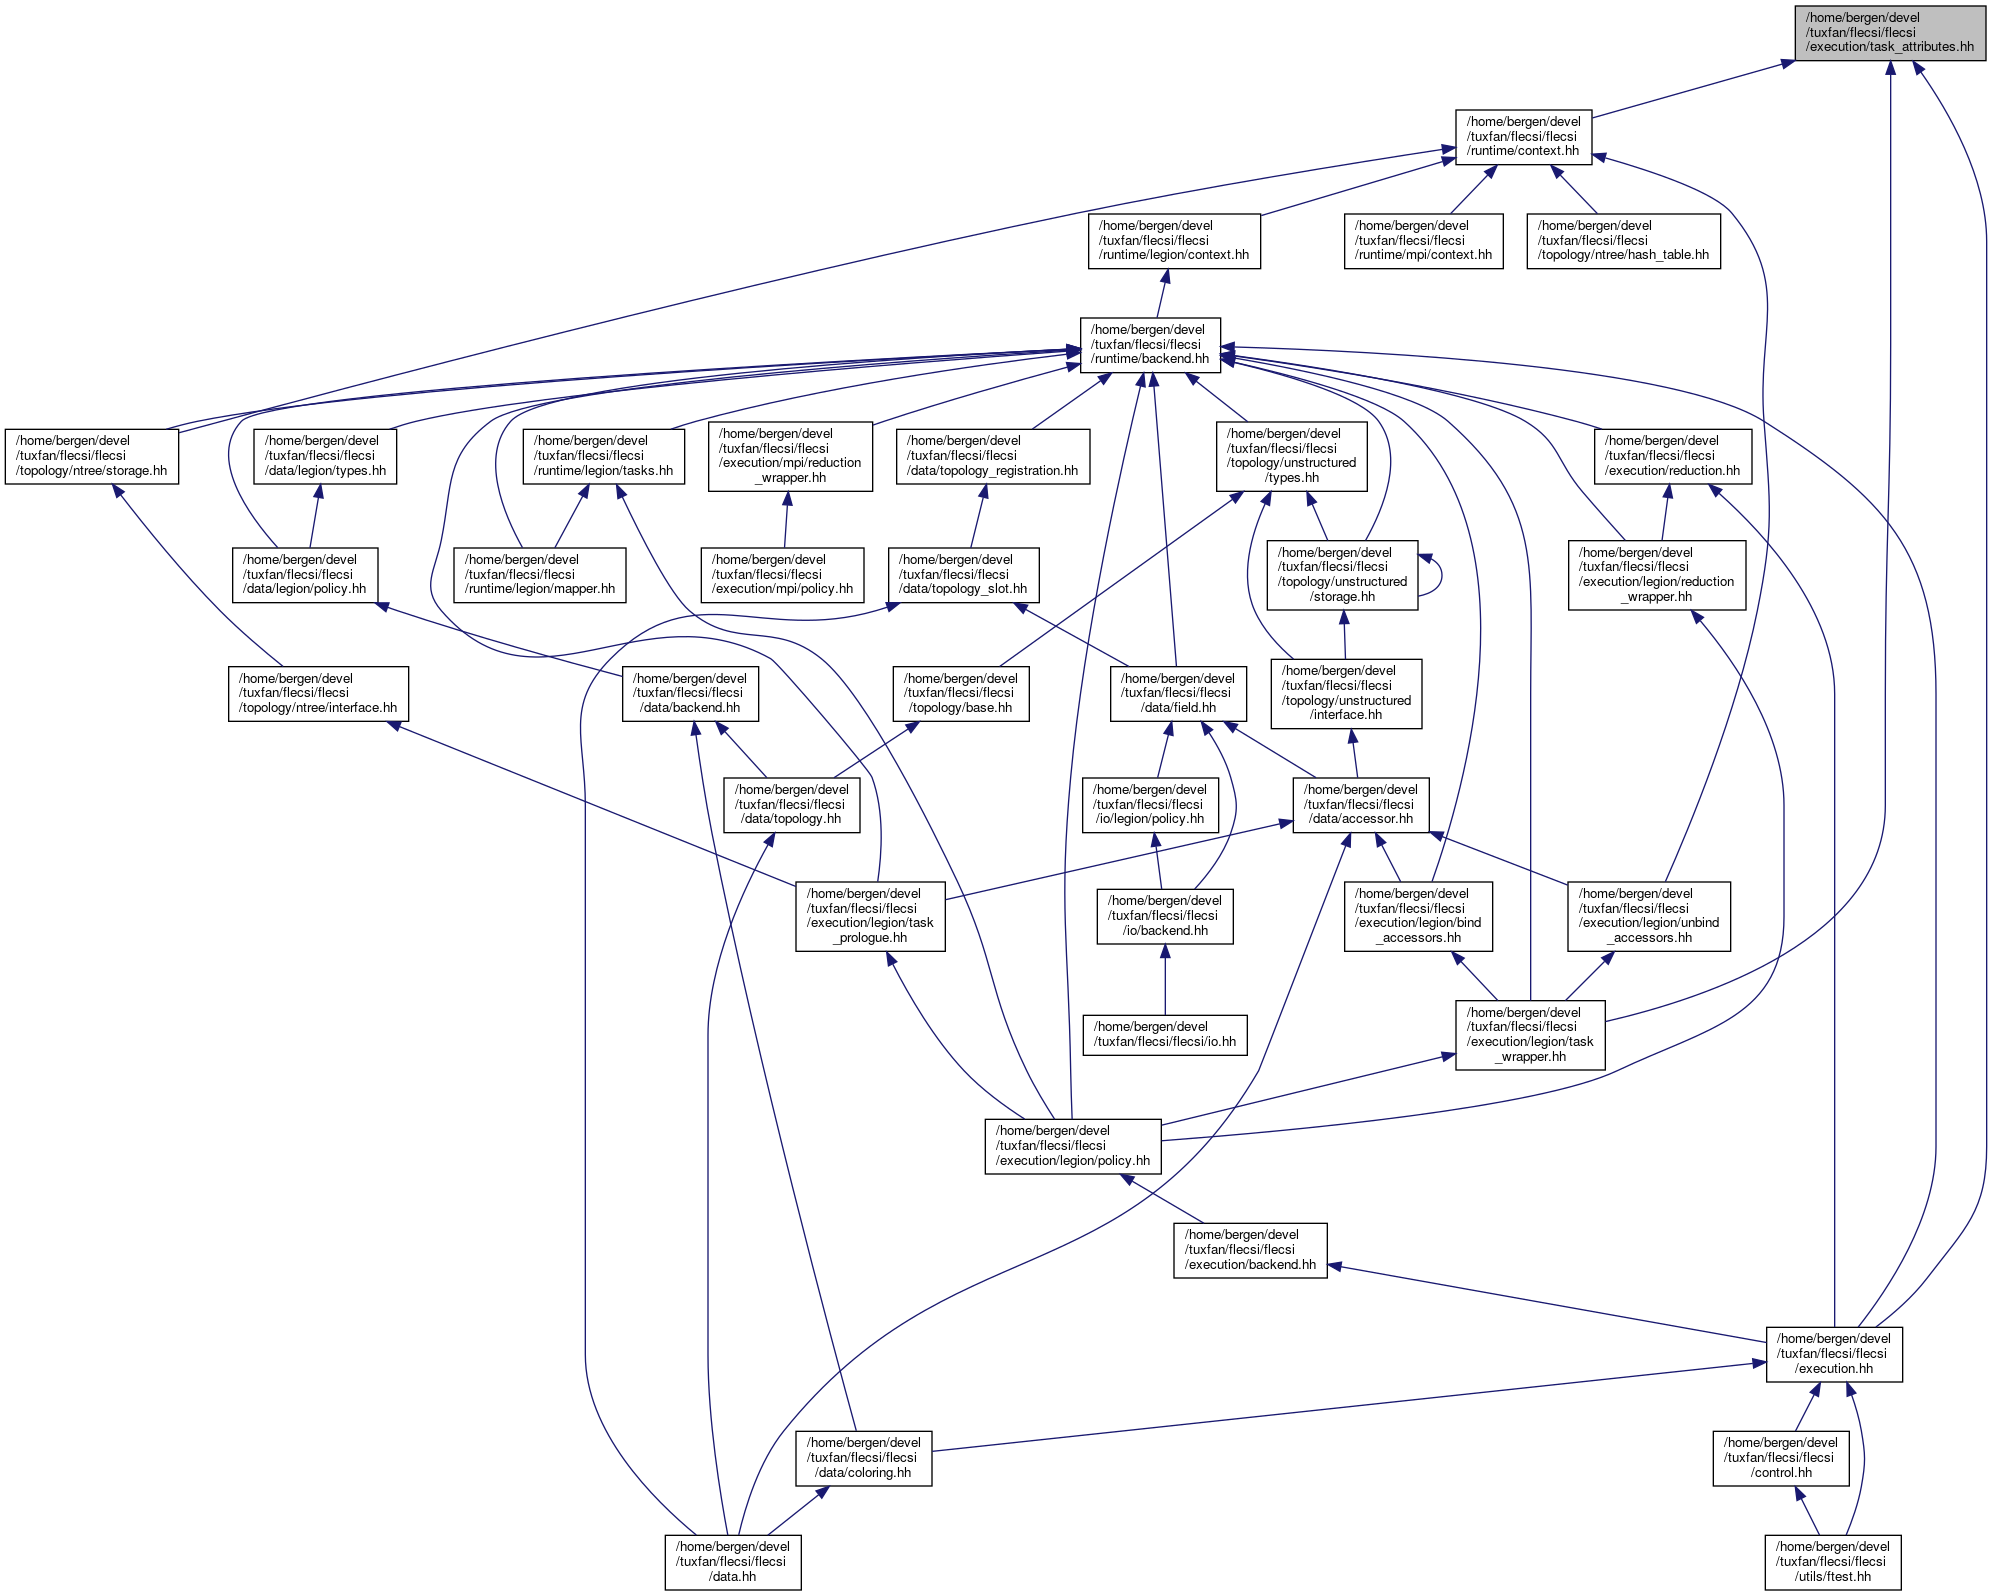 /home/bergen/devel
/tuxfan/flecsi/flecsi
/execution/task_attributes.hh
/home/bergen/devel
/tuxfan/flecsi/flecsi
/runtime/context.hh
/home/bergen/devel
/tuxfan/flecsi/flecsi
/runtime/legion/context.hh
/home/bergen/devel
/tuxfan/flecsi/flecsi
/runtime/mpi/context.hh
/home/bergen/devel
/tuxfan/flecsi/flecsi
/topology/ntree/hash_table.hh
/home/bergen/devel
/tuxfan/flecsi/flecsi
/runtime/backend.hh
/home/bergen/devel
/tuxfan/flecsi/flecsi
/topology/ntree/storage.hh
/home/bergen/devel
/tuxfan/flecsi/flecsi
/data/legion/types.hh
/home/bergen/devel
/tuxfan/flecsi/flecsi
/runtime/legion/tasks.hh
/home/bergen/devel
/tuxfan/flecsi/flecsi
/execution/mpi/reduction
_wrapper.hh
/home/bergen/devel
/tuxfan/flecsi/flecsi
/data/topology_registration.hh
/home/bergen/devel
/tuxfan/flecsi/flecsi
/topology/unstructured
/types.hh
/home/bergen/devel
/tuxfan/flecsi/flecsi
/execution/reduction.hh
/home/bergen/devel
/tuxfan/flecsi/flecsi
/data/legion/policy.hh
/home/bergen/devel
/tuxfan/flecsi/flecsi
/runtime/legion/mapper.hh
/home/bergen/devel
/tuxfan/flecsi/flecsi
/execution/mpi/policy.hh
/home/bergen/devel
/tuxfan/flecsi/flecsi
/data/topology_slot.hh
/home/bergen/devel
/tuxfan/flecsi/flecsi
/topology/unstructured
/storage.hh
/home/bergen/devel
/tuxfan/flecsi/flecsi
/execution/legion/reduction
_wrapper.hh
/home/bergen/devel
/tuxfan/flecsi/flecsi
/topology/ntree/interface.hh
/home/bergen/devel
/tuxfan/flecsi/flecsi
/data/backend.hh
/home/bergen/devel
/tuxfan/flecsi/flecsi
/topology/base.hh
/home/bergen/devel
/tuxfan/flecsi/flecsi
/data/field.hh
/home/bergen/devel
/tuxfan/flecsi/flecsi
/topology/unstructured
/interface.hh
/home/bergen/devel
/tuxfan/flecsi/flecsi
/data/topology.hh
/home/bergen/devel
/tuxfan/flecsi/flecsi
/io/legion/policy.hh
/home/bergen/devel
/tuxfan/flecsi/flecsi
/data/accessor.hh
/home/bergen/devel
/tuxfan/flecsi/flecsi
/execution/legion/task
_prologue.hh
/home/bergen/devel
/tuxfan/flecsi/flecsi
/io/backend.hh
/home/bergen/devel
/tuxfan/flecsi/flecsi
/execution/legion/bind
_accessors.hh
/home/bergen/devel
/tuxfan/flecsi/flecsi
/execution/legion/unbind
_accessors.hh
/home/bergen/devel
/tuxfan/flecsi/flecsi/io.hh
/home/bergen/devel
/tuxfan/flecsi/flecsi
/execution/legion/task
_wrapper.hh
/home/bergen/devel
/tuxfan/flecsi/flecsi
/execution/legion/policy.hh
/home/bergen/devel
/tuxfan/flecsi/flecsi
/execution/backend.hh
/home/bergen/devel
/tuxfan/flecsi/flecsi
/execution.hh
/home/bergen/devel
/tuxfan/flecsi/flecsi
/data/coloring.hh
/home/bergen/devel
/tuxfan/flecsi/flecsi
/control.hh
/home/bergen/devel
/tuxfan/flecsi/flecsi
/data.hh
/home/bergen/devel
/tuxfan/flecsi/flecsi
/utils/ftest.hh